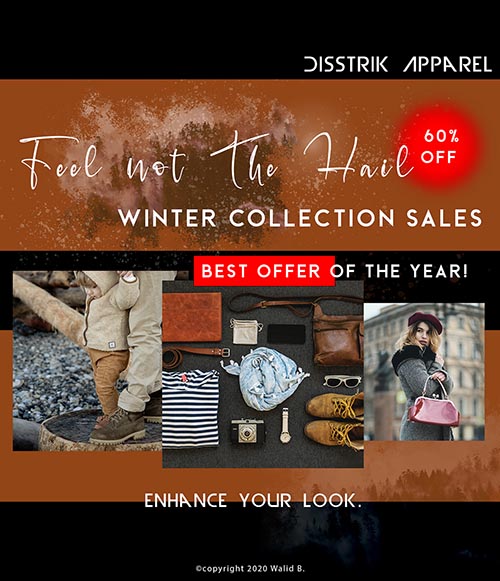 DISSTRIK APPAREL
60%
OFF
Feel not The Hail
WINTER COLLECTION SALES
BEST OFFER OF THE YEAR!
ENHANCE YOUR LOOK.
©copyright 2020 Walid B.